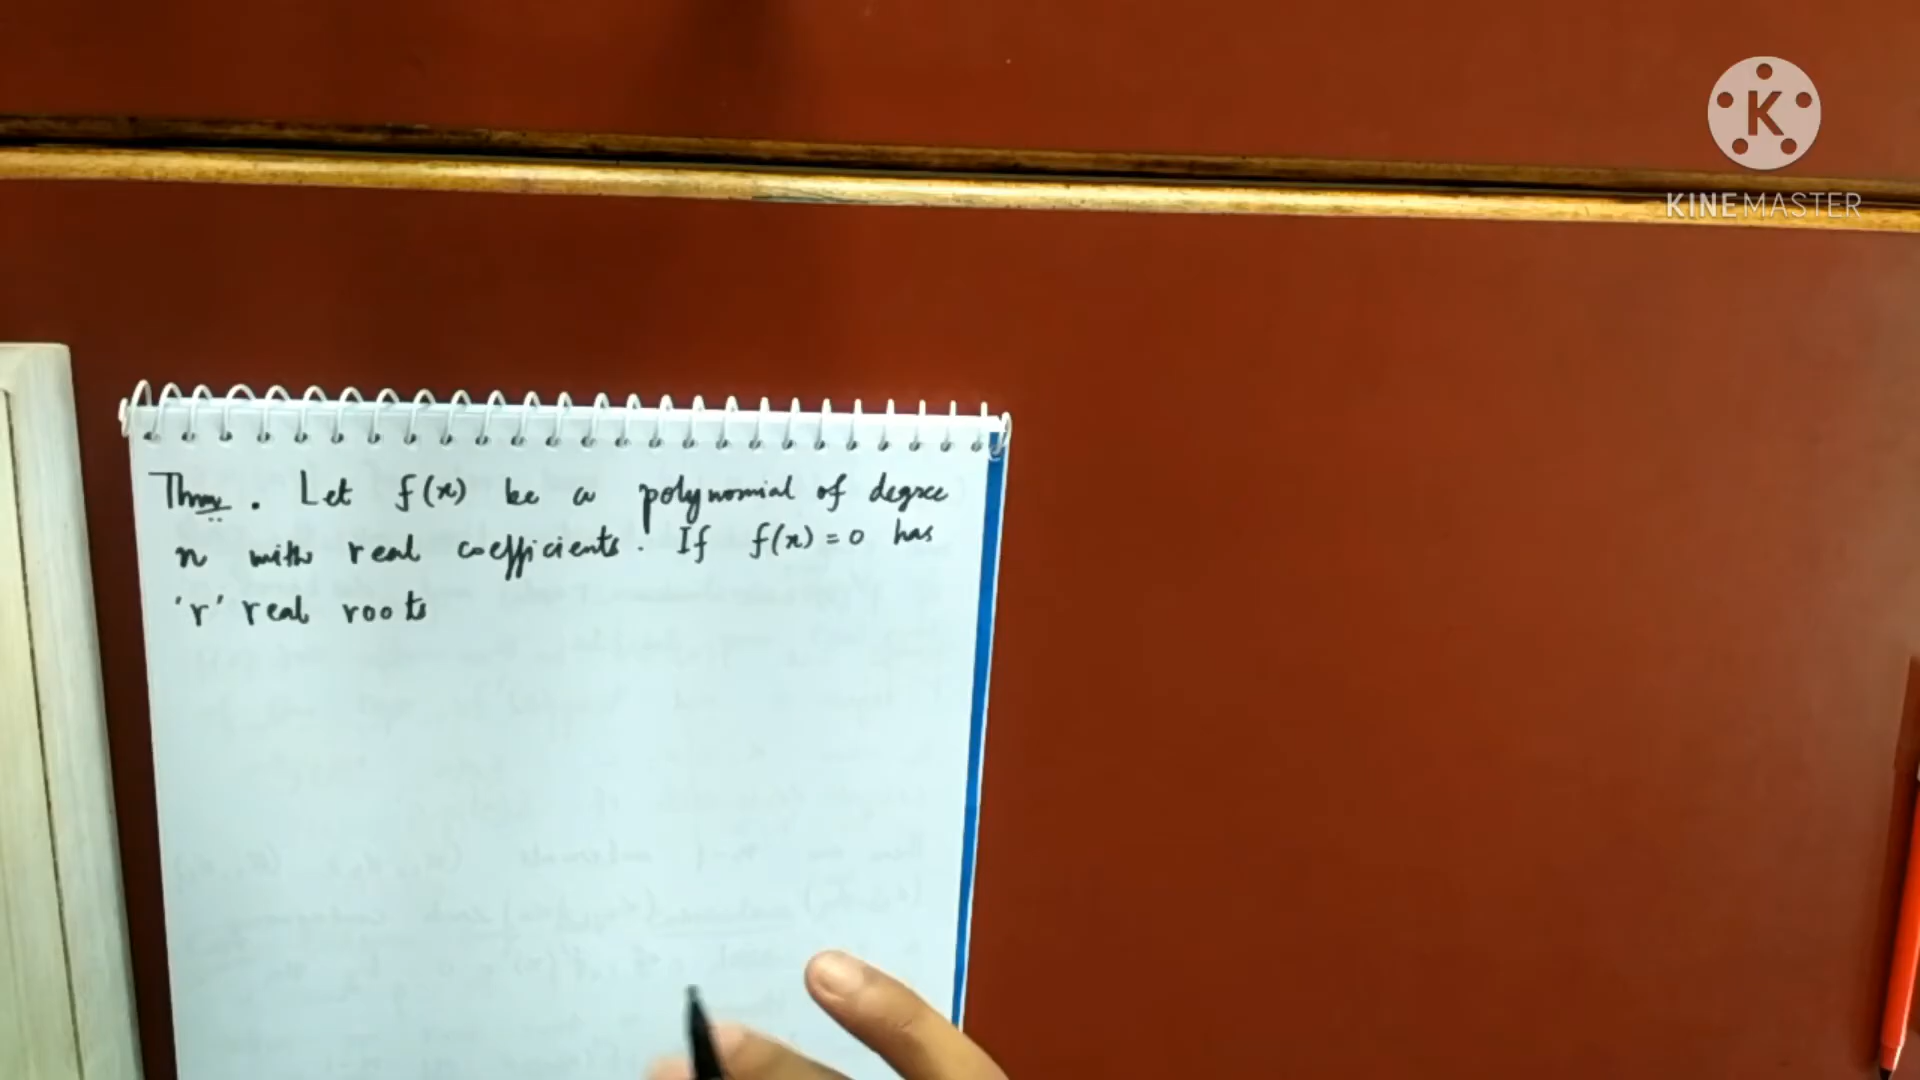 Thm. Let f(x) be a polynomial of degree
n with real coefficients. If f(x) = 0 has
'r' real roots
K
KINEMASTER